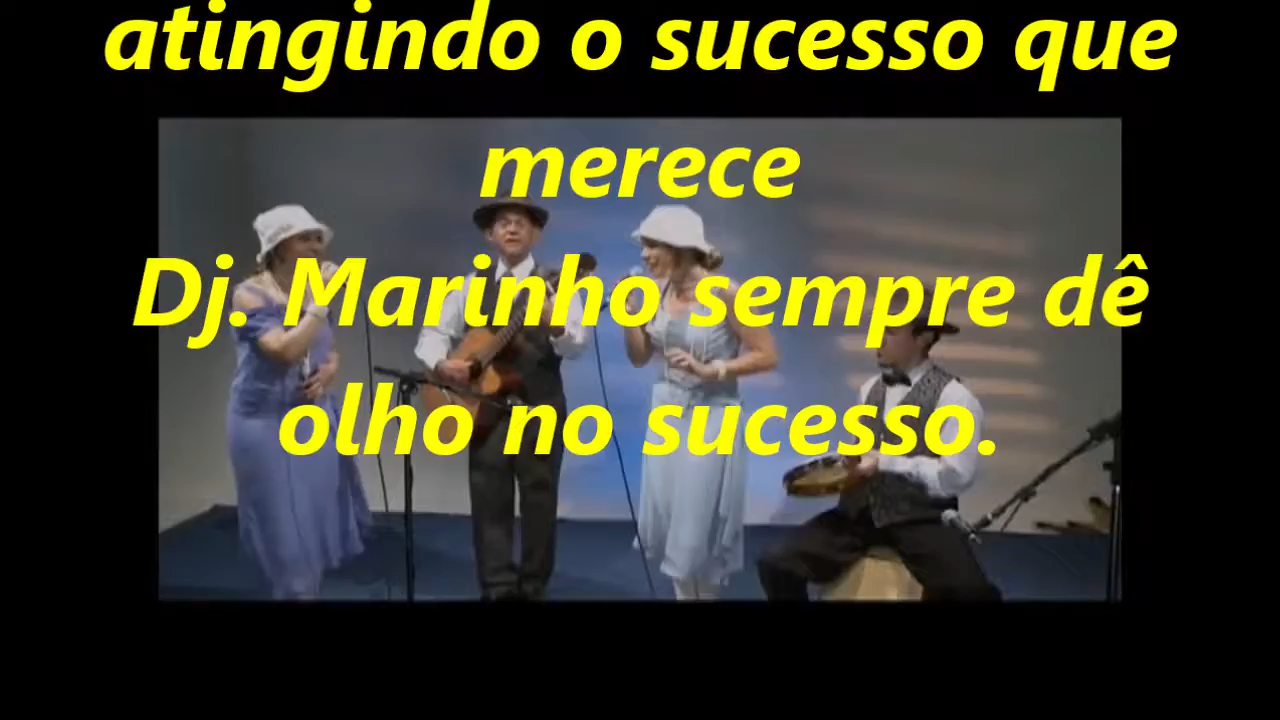 atingindo o sucesso que
merece
Dj. Marinho sempre dê
olho no sucesso.